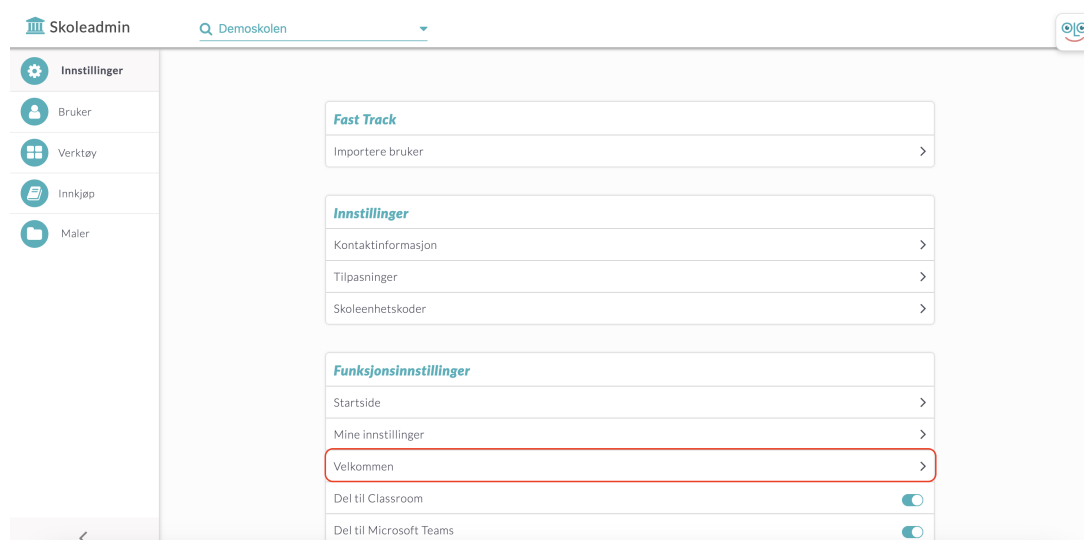 Skoleadmin
Demoskolen
Innstillinger
Bruker
Verktøy
Innkjøp
Maler
Fast Track
Importere bruker
Innstillinger
Kontaktinformasjon
Tilpasninger
Skoleenhetskoder
Funksjonsinnstillinger
Startside
Mine innstillinger
Velkommen
Del til Classroom
Del til Microsoft Teams